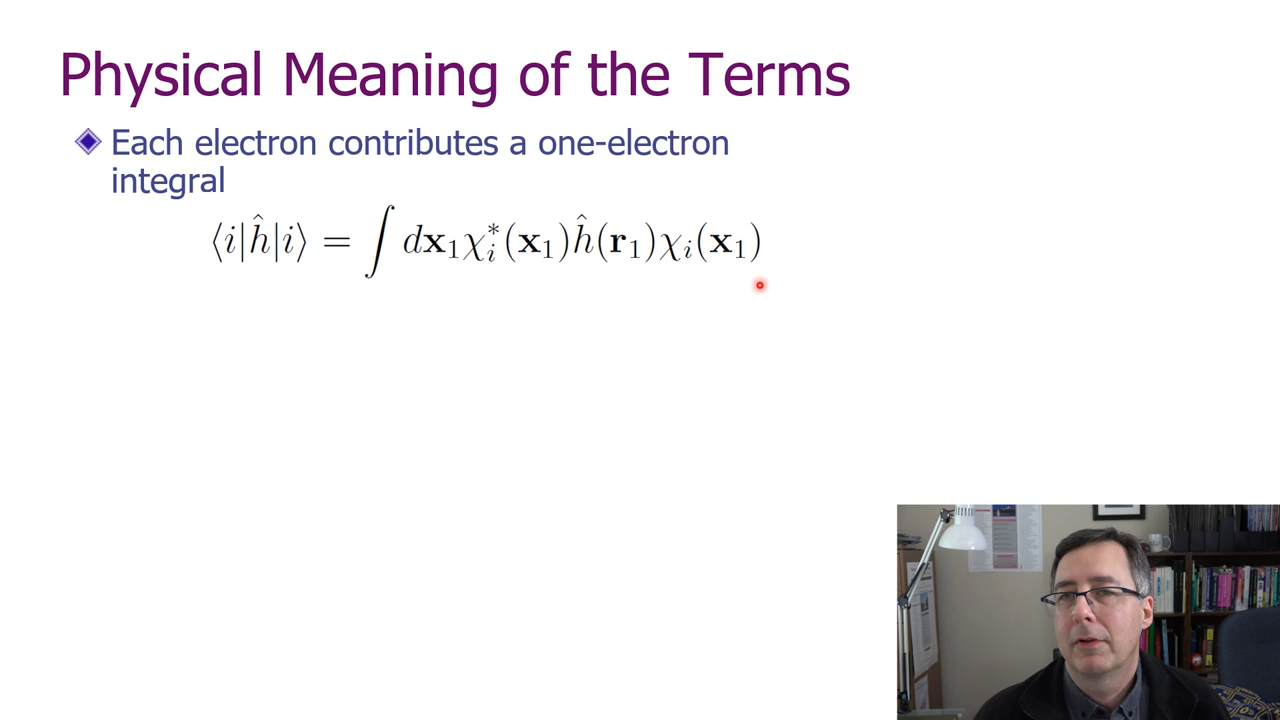 Physical Meaning of the Terms
Each electron contributes a one-electron
integral
⟨i|ĥ|i⟩ = ∫ dx₁χᵢ*(x₁)ĥ(r₁)χᵢ(x₁)